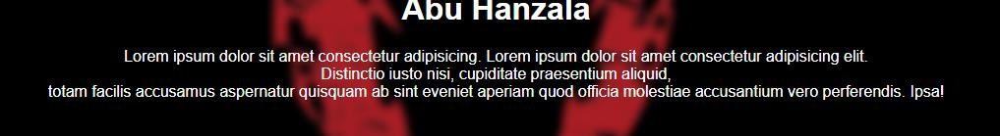 Abu Hanzala
Lorem ipsum dolor sit amet consectetur adipisicing. Lorem ipsum dolor sit amet consectetur adipisicing elit.
Distinctio iusto nisi, cupiditate praesentium aliquid,
totam facilis accusamus aspernatur quisquam ab sint eveniet aperiam quod officia molestiae accusantium vero perferendis. Ipsa!